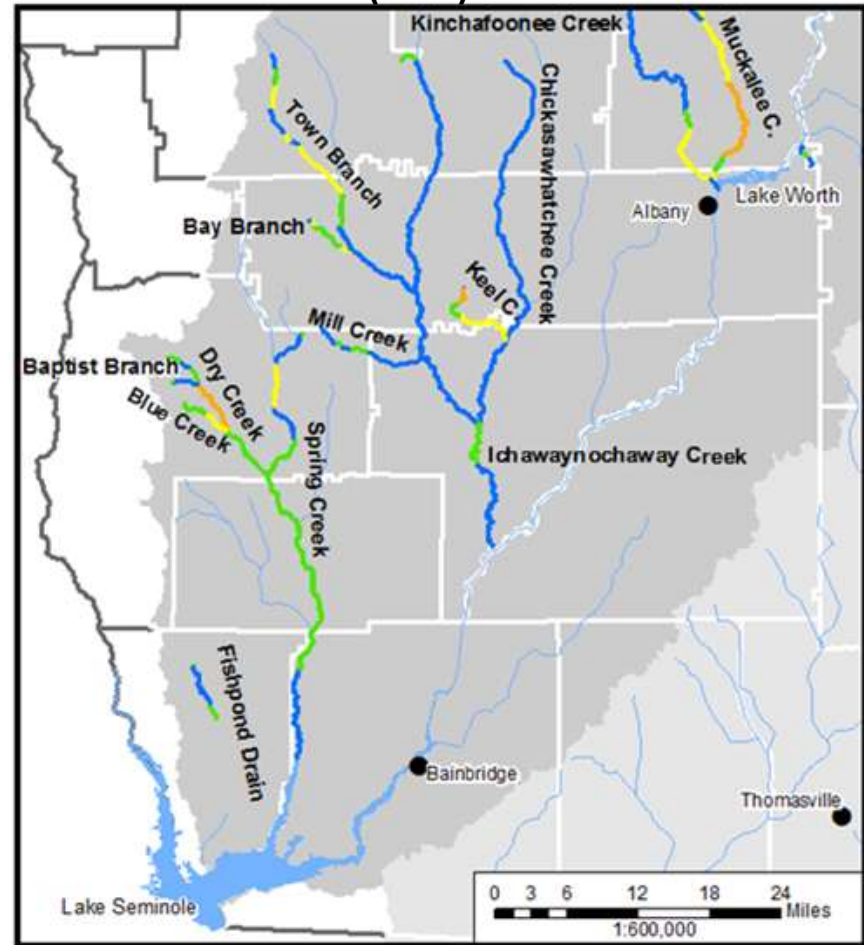 Kinchafoonee Creek
Muckalee C.
Chickasawhatchee Creek
Town Branch
Lake Worth
Albany
Bay Branch
Keel C.
Mill Creek
Baptist Branch
Dry Creek
Blue Creek
Spring Creek
Ichawaynochaway Creek
Fishpond Drain
Bainbridge
Thomasville
Lake Seminole
0 3 6 12 18 24
Miles
1:600,000